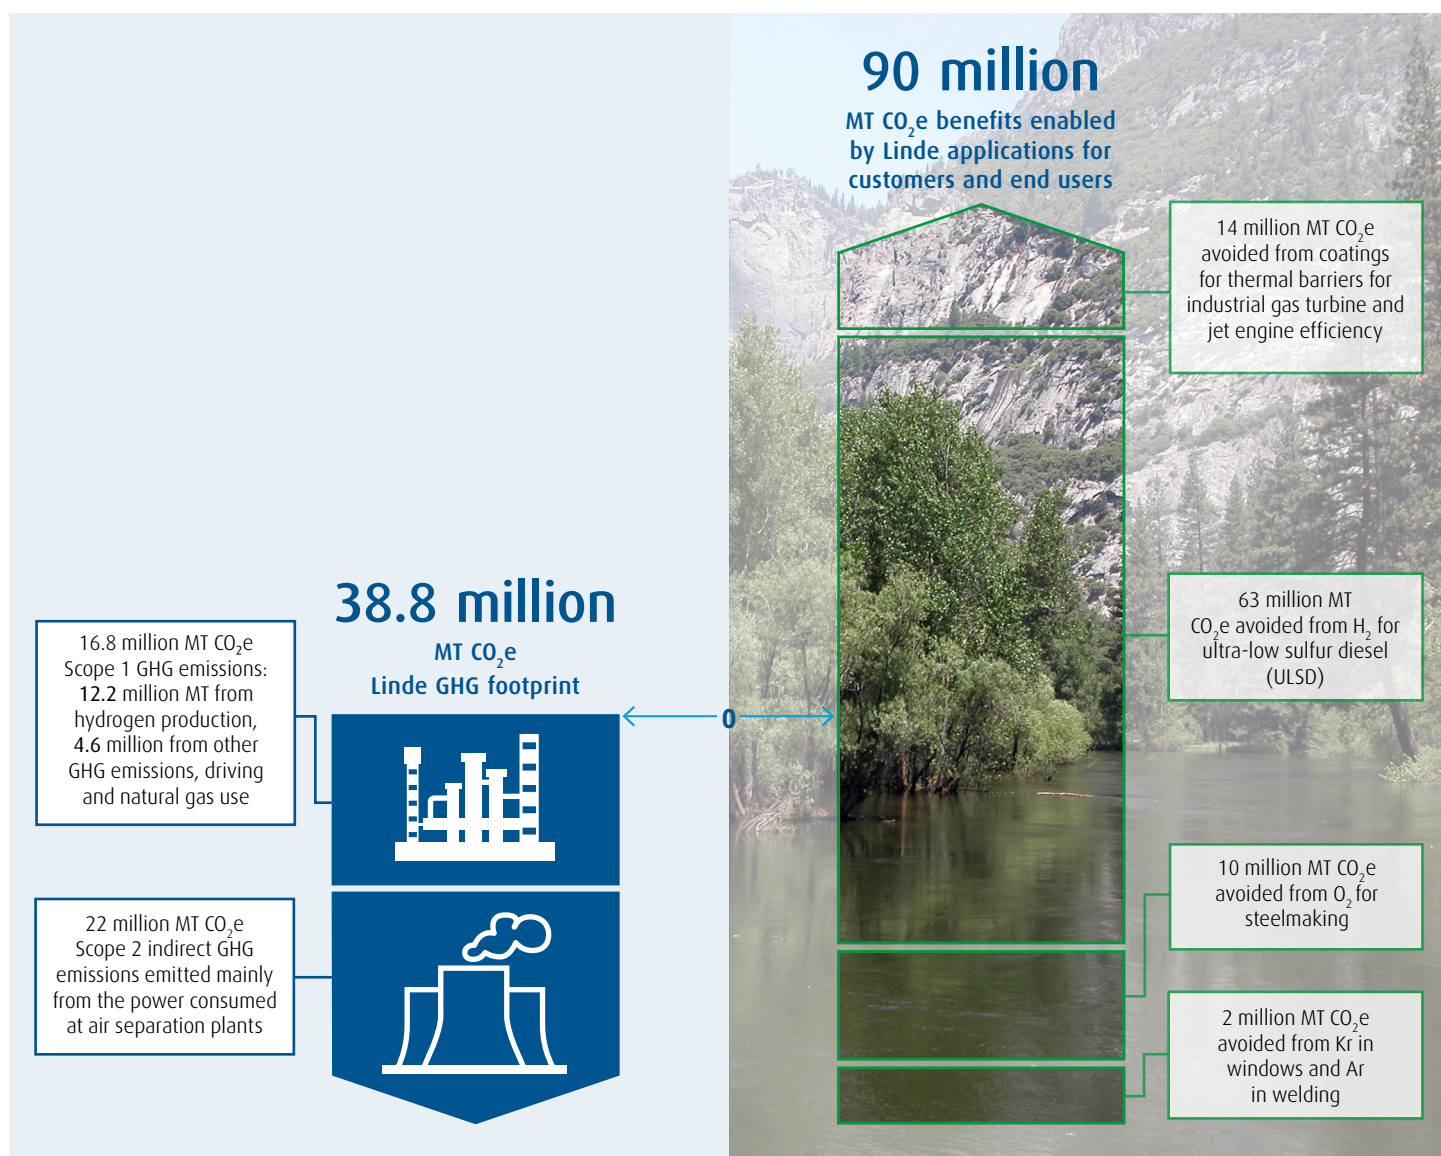 38.8 million
MT CO₂e
Linde GHG footprint
16.8 million MT CO₂e
Scope 1 GHG emissions:
12.2 million MT from
hydrogen production,
4.6 million from other
GHG emissions, driving
and natural gas use
22 million MT CO₂e
Scope 2 indirect GHG
emissions emitted mainly
from the power consumed
at air separation plants
0
90 million
MT CO₂e benefits enabled
by Linde applications for
customers and end users
14 million MT CO₂e
avoided from coatings
for thermal barriers for
industrial gas turbine and
jet engine efficiency
63 million MT
CO₂e avoided from H₂ for
ultra-low sulfur diesel
(ULSD)
10 million MT CO₂e
avoided from O₂ for
steelmaking
2 million MT CO₂e
avoided from Kr in
windows and Ar
in welding